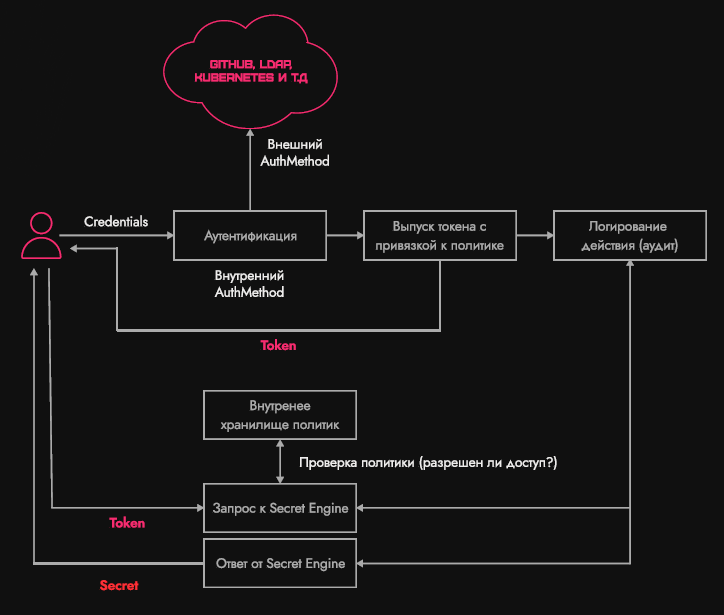 GITHUB, LDAP,
KUBERNETES И ТД
Внешний
AuthMethod
Credentials
Аутентификация
Выпуск токена с
привязкой к политике
Логирование
действия (аудит)
Внутренний
AuthMethod
Token
Внутренее
хранилище политик
Проверка политики (разрешен ли доступ?)
Запрос к Secret Engine
Token
Ответ от Secret Engine
Secret